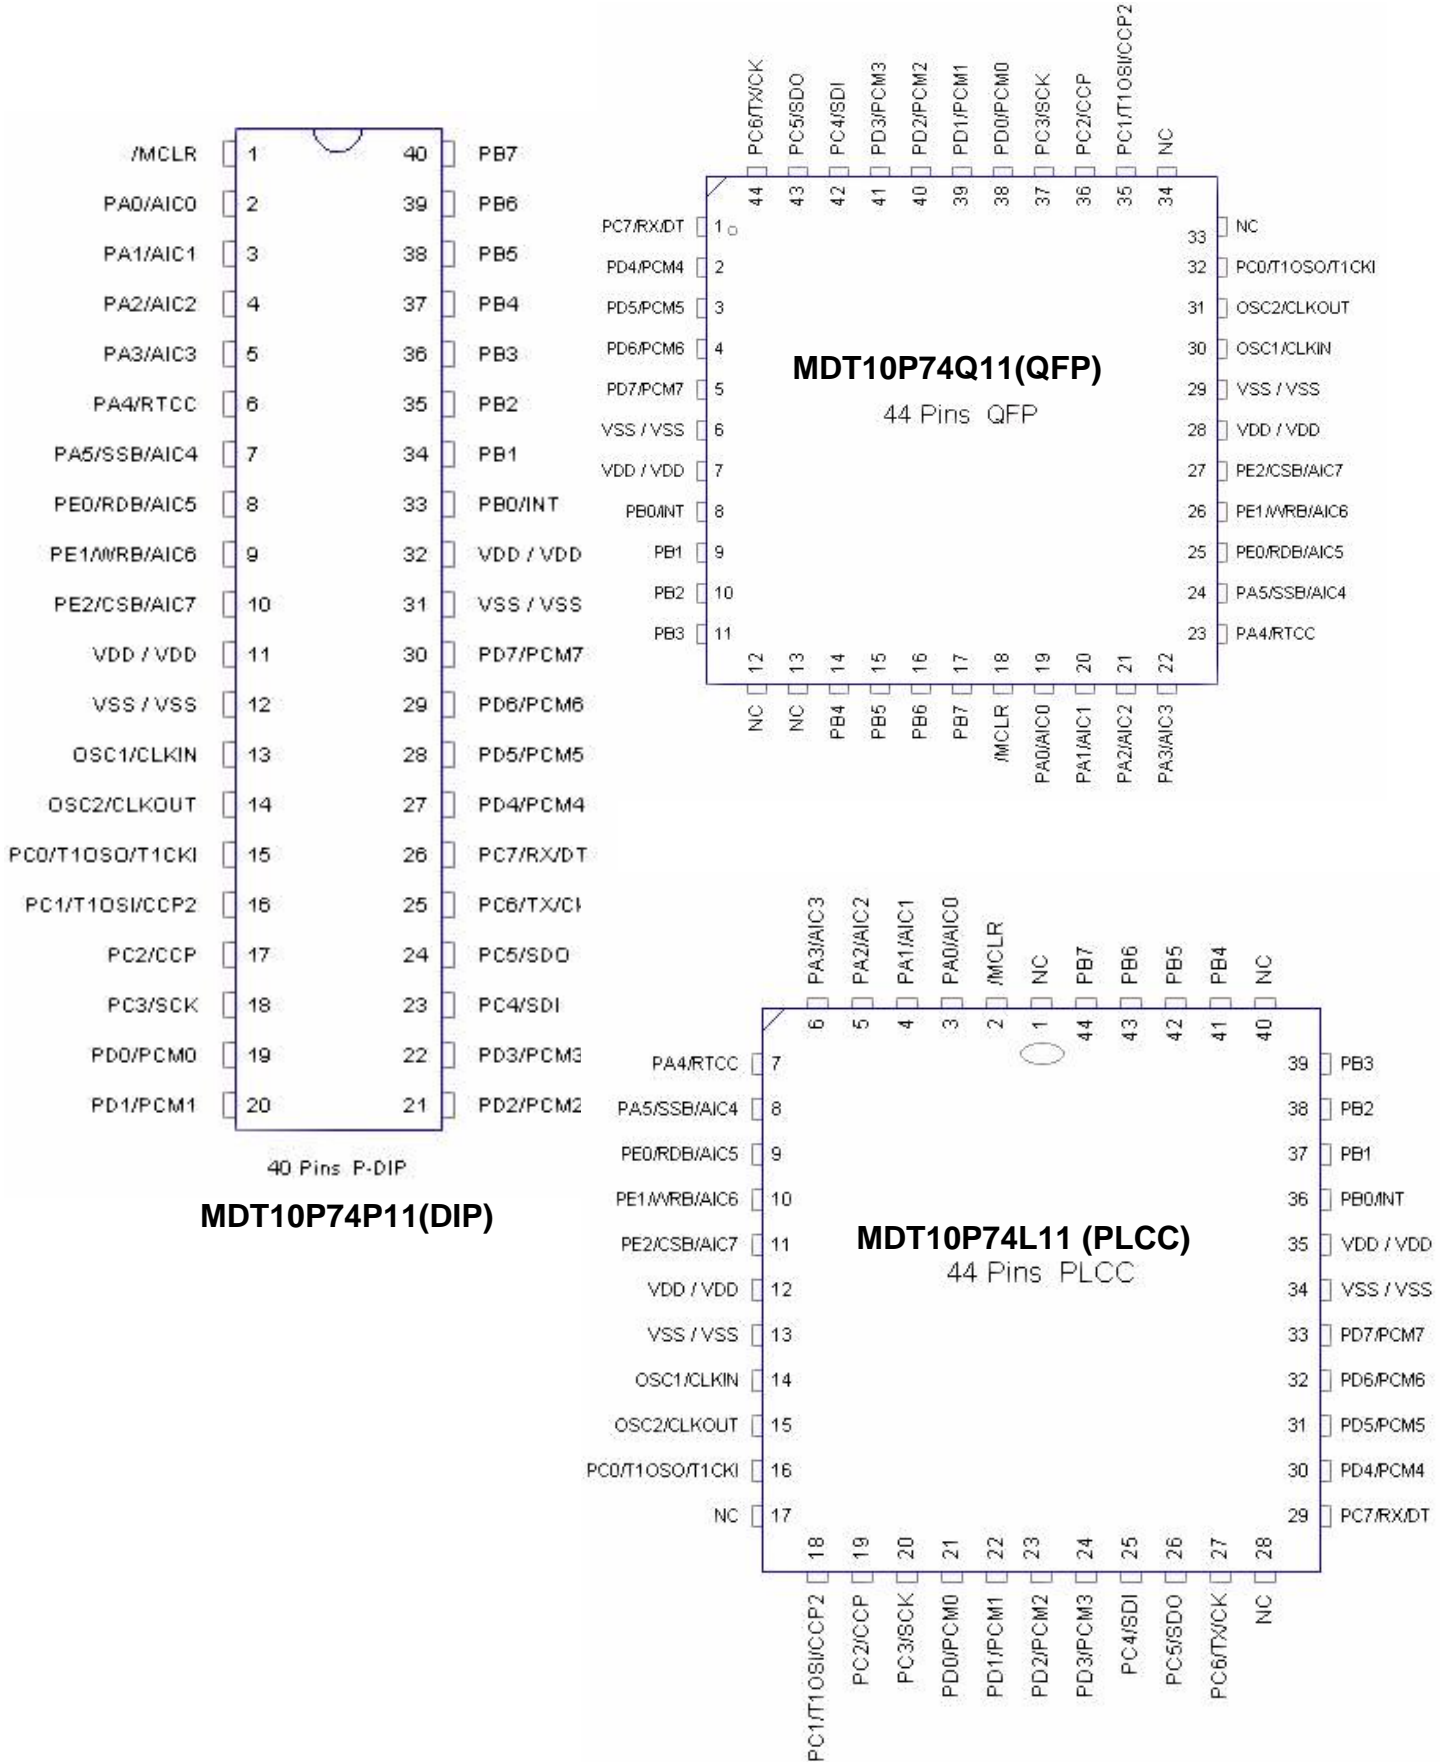 /MCLR 1 40 PB7
PA0/AIC0 2 39 PB6
PA1/AIC1 3 38 PB5
PA2/AIC2 4 37 PB4
PA3/AIC3 5 36 PB3
PA4/RTCC 6 35 PB2
PA5/SSB/AIC4 7 34 PB1
PE0/RDB/AIC5 8 33 PB0/INT
PE1/WRB/AIC6 9 32 VDD / VDD
PE2/CSB/AIC7 10 31 VSS / VSS
VDD / VDD 11 30 PD7/PCM7
VSS / VSS 12 29 PD6/PCM6
OSC1/CLKIN 13 28 PD5/PCM5
OSC2/CLKOUT 14 27 PD4/PCM4
PC0/T1OSO/T1CKI 15 26 PC7/RX/DT
PC1/T1OSI/CCP2 16 25 PC6/TX/
PC2/CCP 17 24 PC5/SDO
PC3/SCK 18 23 PC4/SDI
PD0/PCM0 19 22 PD3/PCM3
PD1/PCM1 20 21 PD2/PCM2
40 Pins P-DIP
MDT10P74P11(DIP)
PC6/TX/CK PC5/SDO PC4/SDI PD3/PCM3 PD2/PCM2 PD1/PCM1 PD0/PCM0 PC3/SCK PC2/CCP PC1/T1OSI/CCP2 NC
44 43 42 41 40 39 38 37 36 35 34
PC7/RX/DT 1 33 NC
PD4/PCM4 2 32 PC0/T1OSO/T1CKI
PD5/PCM5 3 31 OSC2/CLKOUT
PD6/PCM6 4 30 OSC1/CLKIN
MDT10P74Q11(QFP)
PD7/PCM7 5 29 VSS / VSS
44 Pins QFP
VSS / VSS 6 28 VDD / VDD
VDD / VDD 7 27 PE2/CSB/AIC7
PB0/INT 8 26 PE1/WRB/AIC6
PB1 9 25 PE0/RDB/AIC5
PB2 10 24 PA5/SSB/AIC4
PB3 11 23 PA4/RTCC
12 13 14 15 16 17 18 19 20 21 22
NC NC PB4 PB5 PB6 PB7 /MCLR PA0/AIC0 PA1/AIC1 PA2/AIC2 PA3/AIC3
PA3/AIC3 PA2/AIC2 PA1/AIC1 PA0/AIC0 /MCLR NC PB7 PB6 PB5 PB4 NC
6 5 4 3 2 1 44 43 42 41 40
PA4/RTCC 7 39 PB3
PA5/SSB/AIC4 8 38 PB2
PE0/RDB/AIC5 9 37 PB1
PE1/WRB/AIC6 10 36 PB0/INT
MDT10P74L11 (PLCC)
PE2/CSB/AIC7 11 35 VDD / VDD
44 Pins PLCC
VDD / VDD 12 34 VSS / VSS
VSS / VSS 13 33 PD7/PCM7
OSC1/CLKIN 14 32 PD6/PCM6
OSC2/CLKOUT 15 31 PD5/PCM5
PC0/T1OSO/T1CKI 16 30 PD4/PCM4
NC 17 29 PC7/RX/DT
18 19 20 21 22 23 24 25 26 27 28
PC1/T1OSI/CCP2 PC2/CCP PC3/SCK PD0/PCM0 PD1/PCM1 PD2/PCM2 PD3/PCM3 PC4/SDI PC5/SDO PC6/TX/CK NC